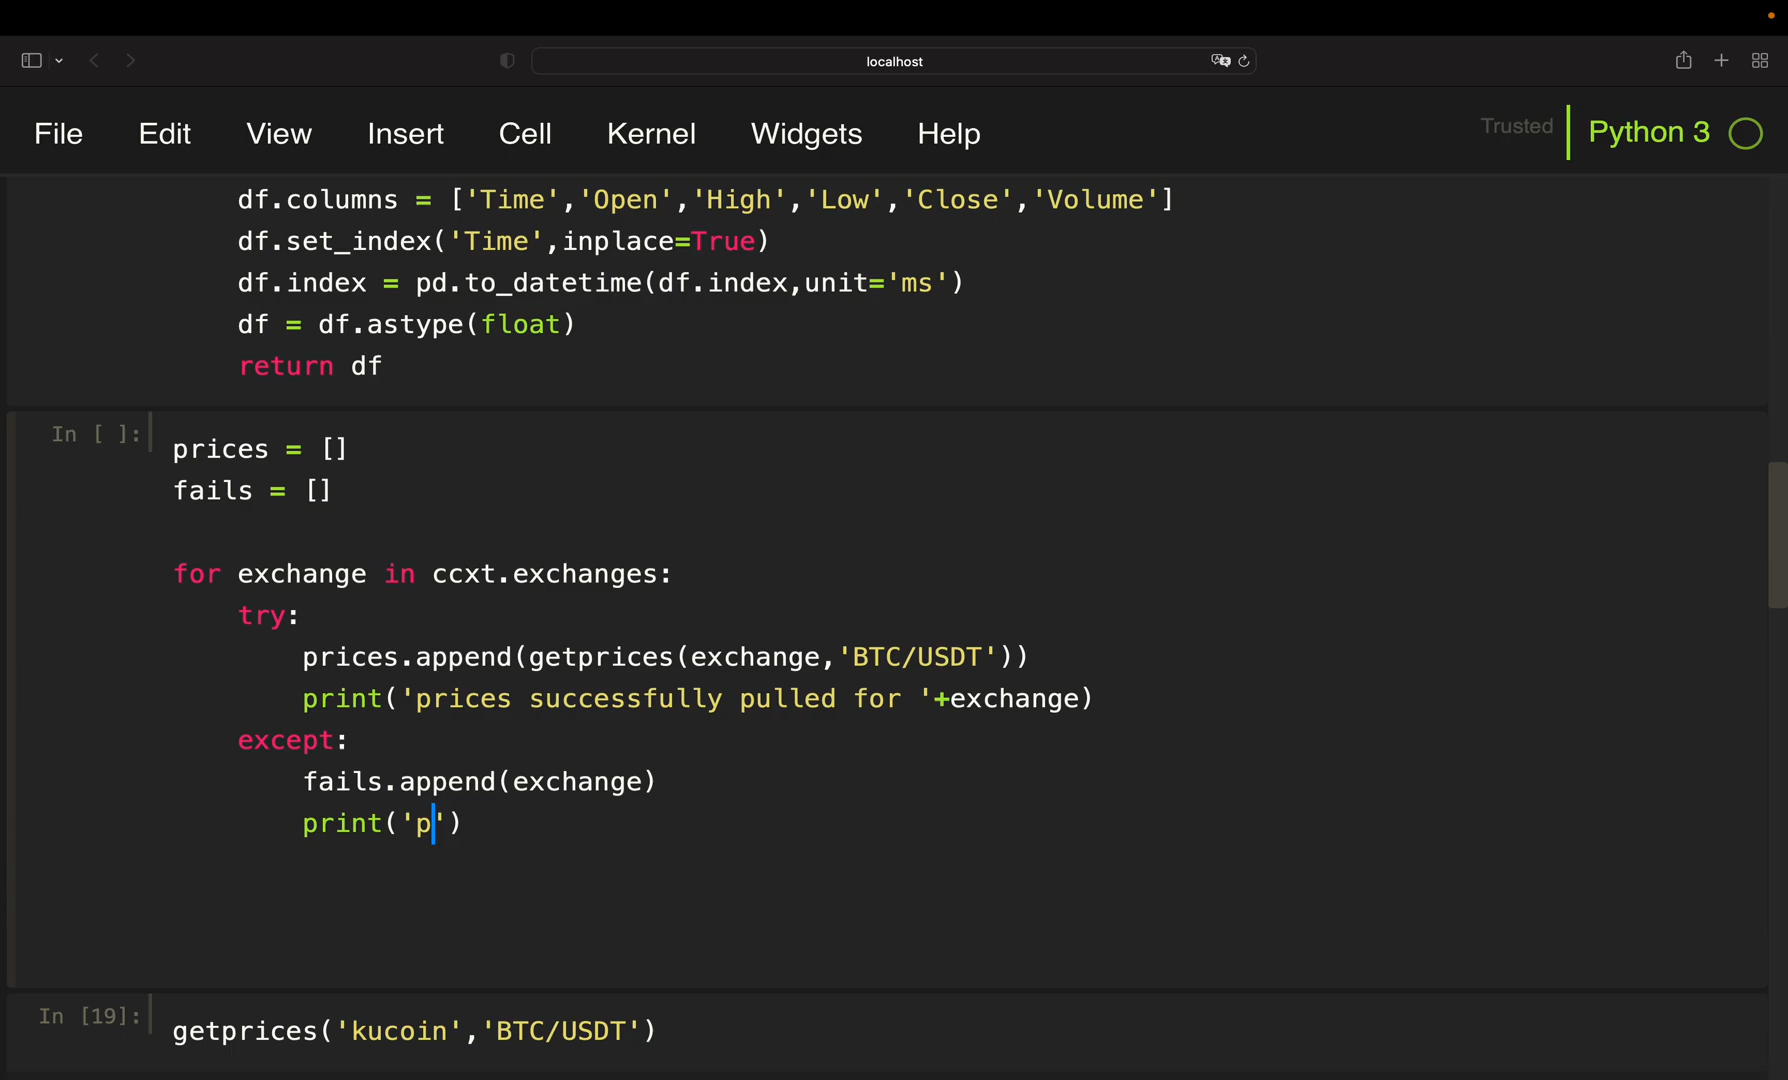 localhost
File Edit View Insert Cell Kernel Widgets Help Trusted Python 3
df.columns = ['Time','Open','High','Low','Close','Volume']
df.set_index('Time',inplace=True)
df.index = pd.to_datetime(df.index,unit='ms')
df = df.astype(float)
return df
In [ ]:
prices = []
fails = []
for exchange in ccxt.exchanges:
try:
prices.append(getprices(exchange,'BTC/USDT'))
print('prices successfully pulled for '+exchange)
except:
fails.append(exchange)
print('p')
In [19]:
getprices('kucoin','BTC/USDT')